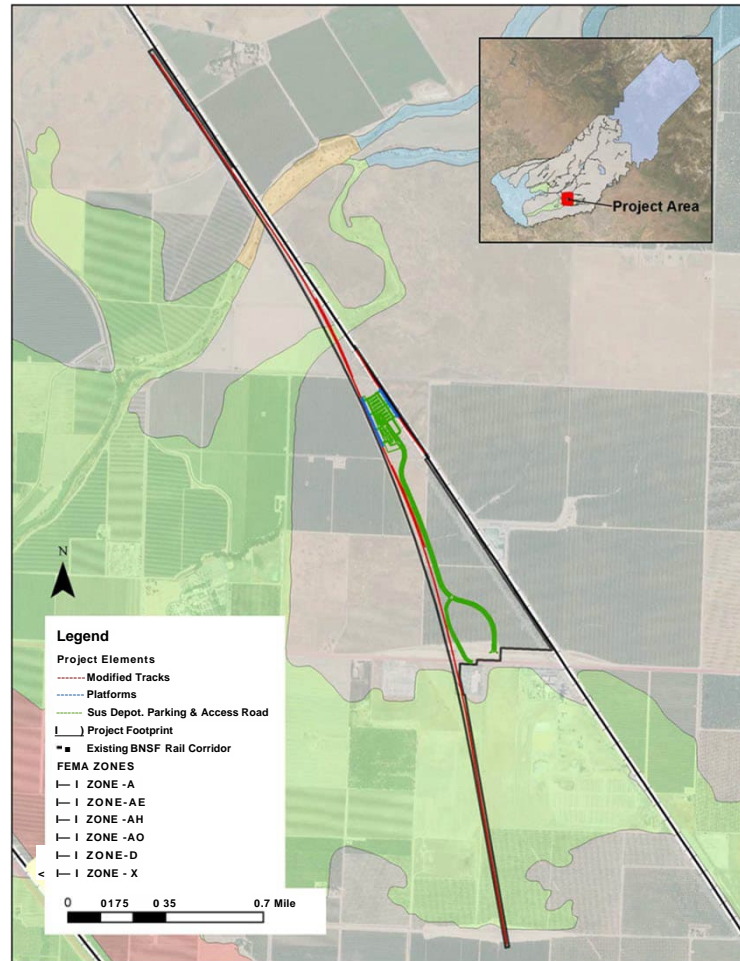 Project Area
N
Legend
Project Elements
Modified Tracks
Platforms
Sus Depot. Parking & Access Road
Project Footprint
Existing BNSF Rail Corridor
FEMA ZONES
ZONE -A
ZONE-AE
ZONE -AH
ZONE -AO
ZONE-D
ZONE - X
0 0175 0 35 0.7 Mile